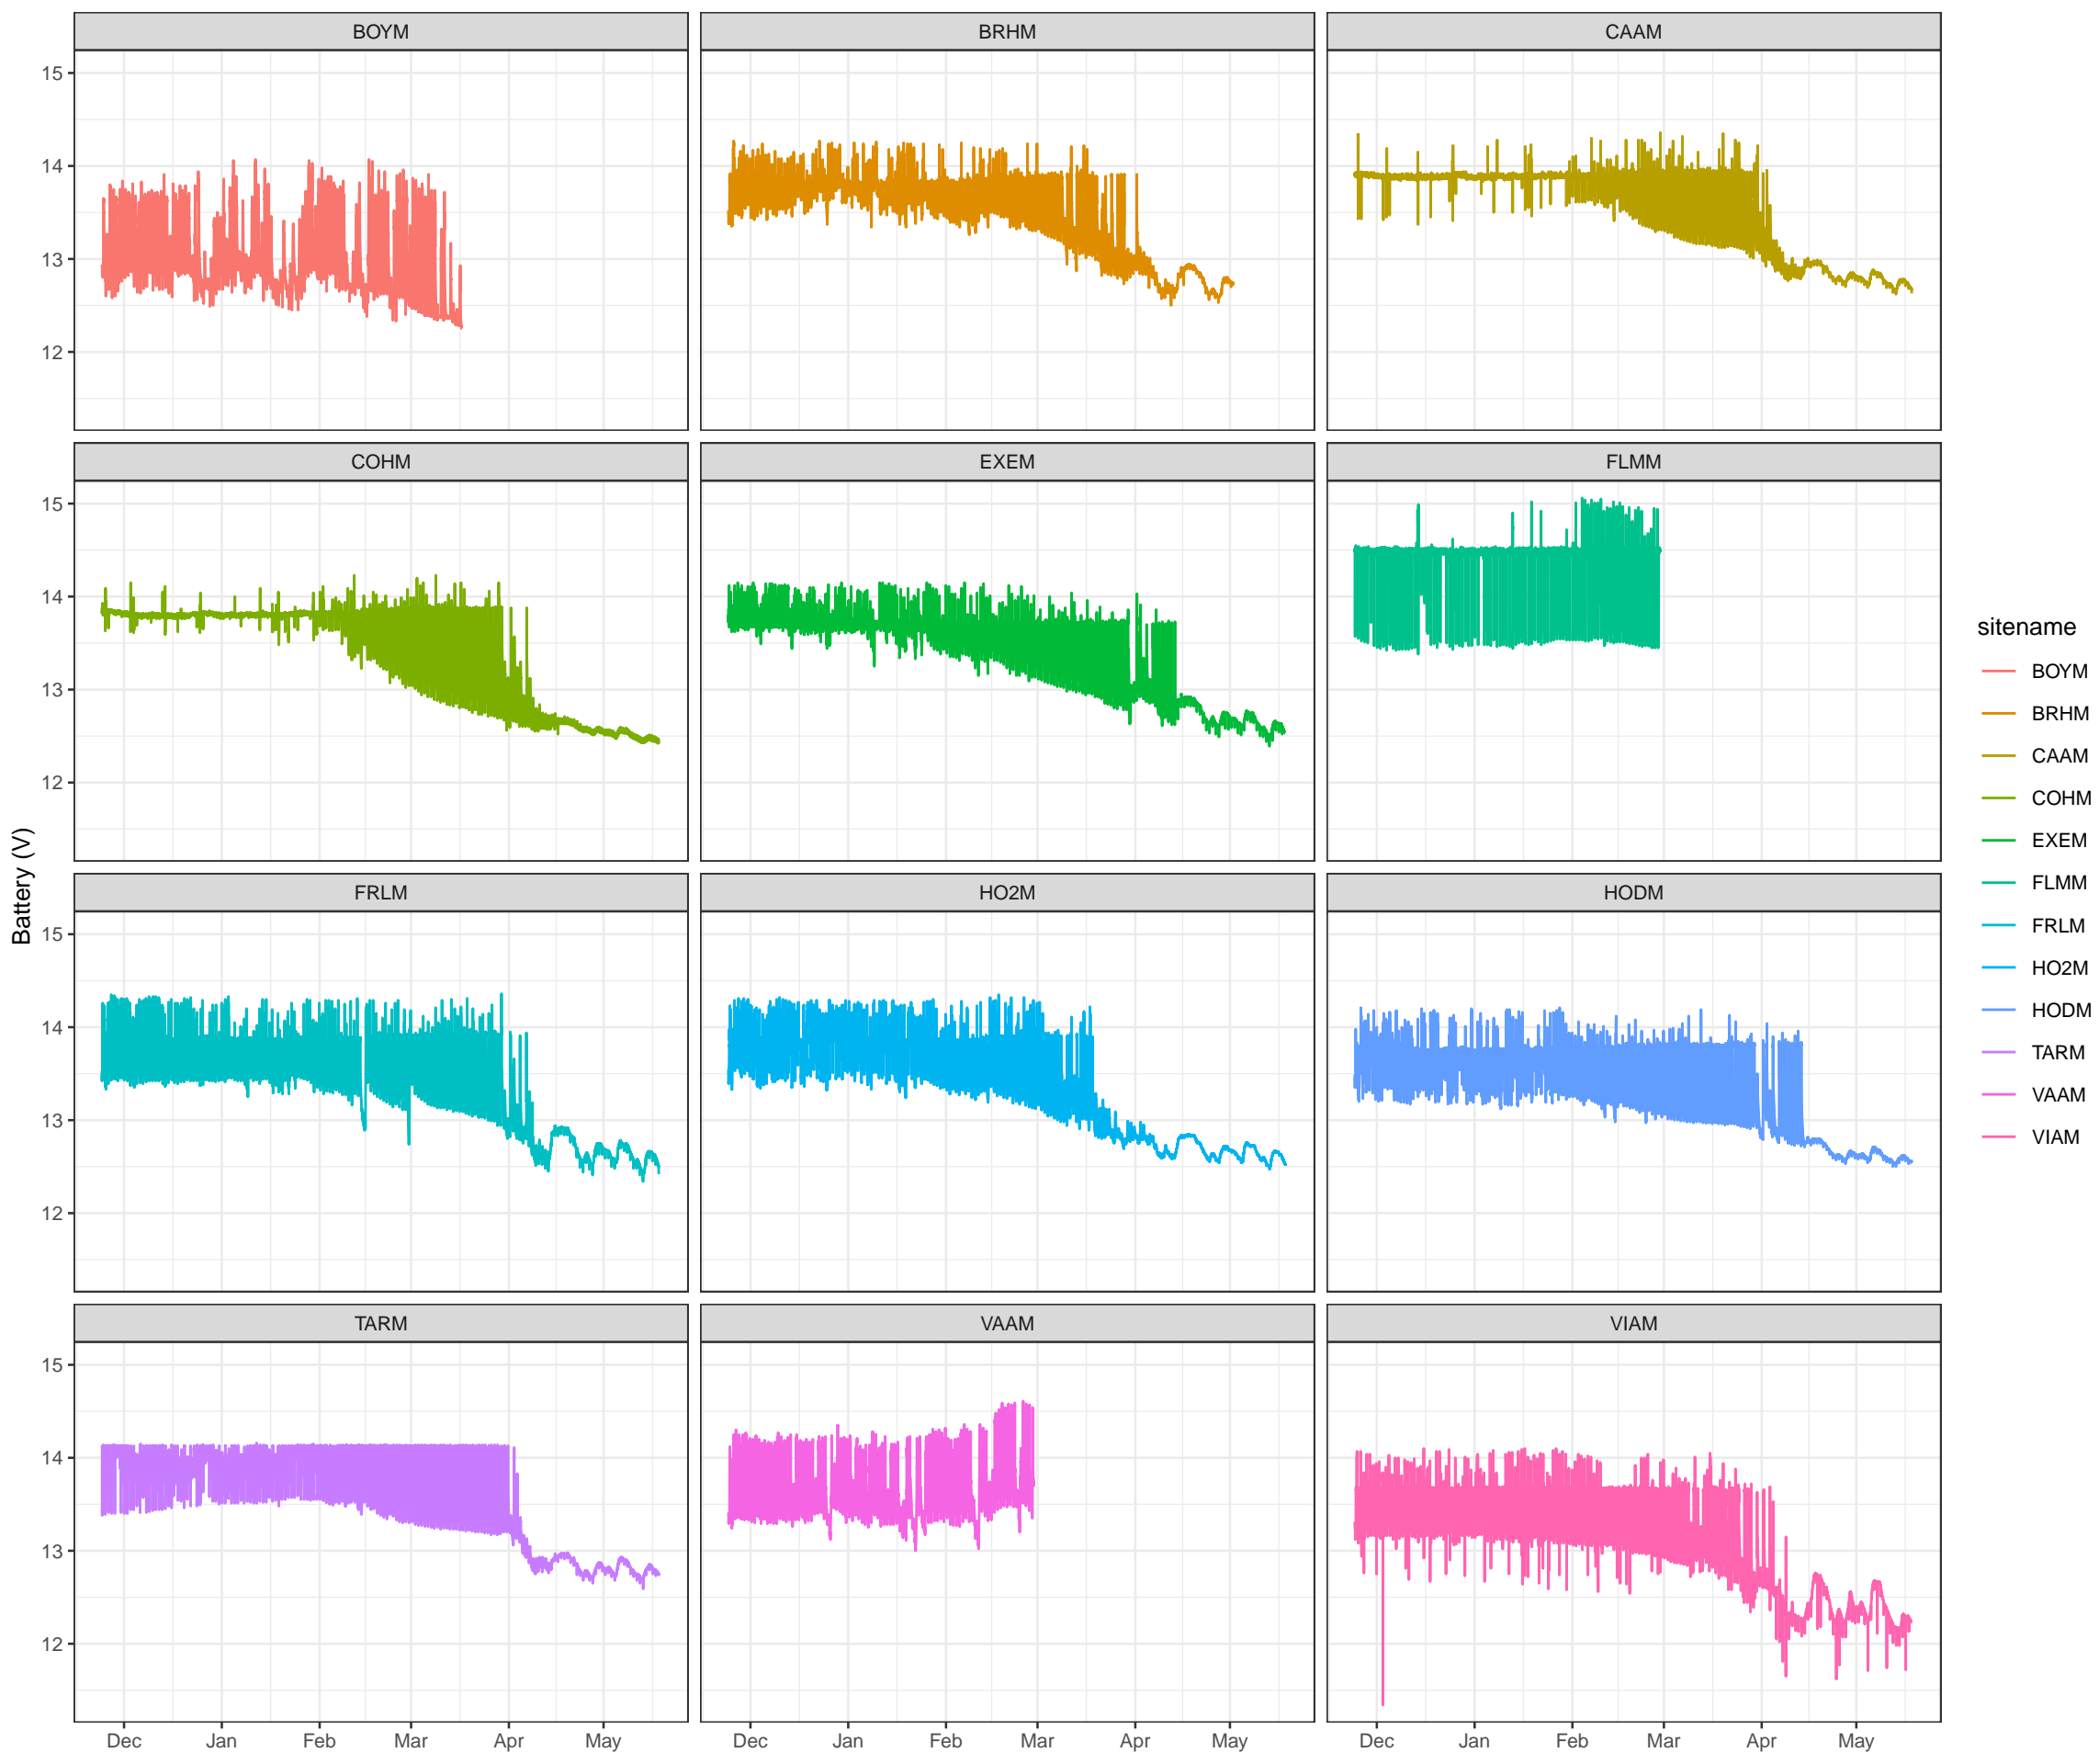 BOYM BRHM CAAM
15
14
13
12
COHM EXEM FLMM
15
14
13
12
Battery (V)
FRLM HO2M HODM
15
14
13
12
TARM VAAM VIAM
15
14
13
12
Dec Jan Feb Mar Apr May Dec Jan Feb Mar Apr May Dec Jan Feb Mar Apr May
sitename
BOYM
BRHM
CAAM
COHM
EXEM
FLMM
FRLM
HO2M
HODM
TARM
VAAM
VIAM